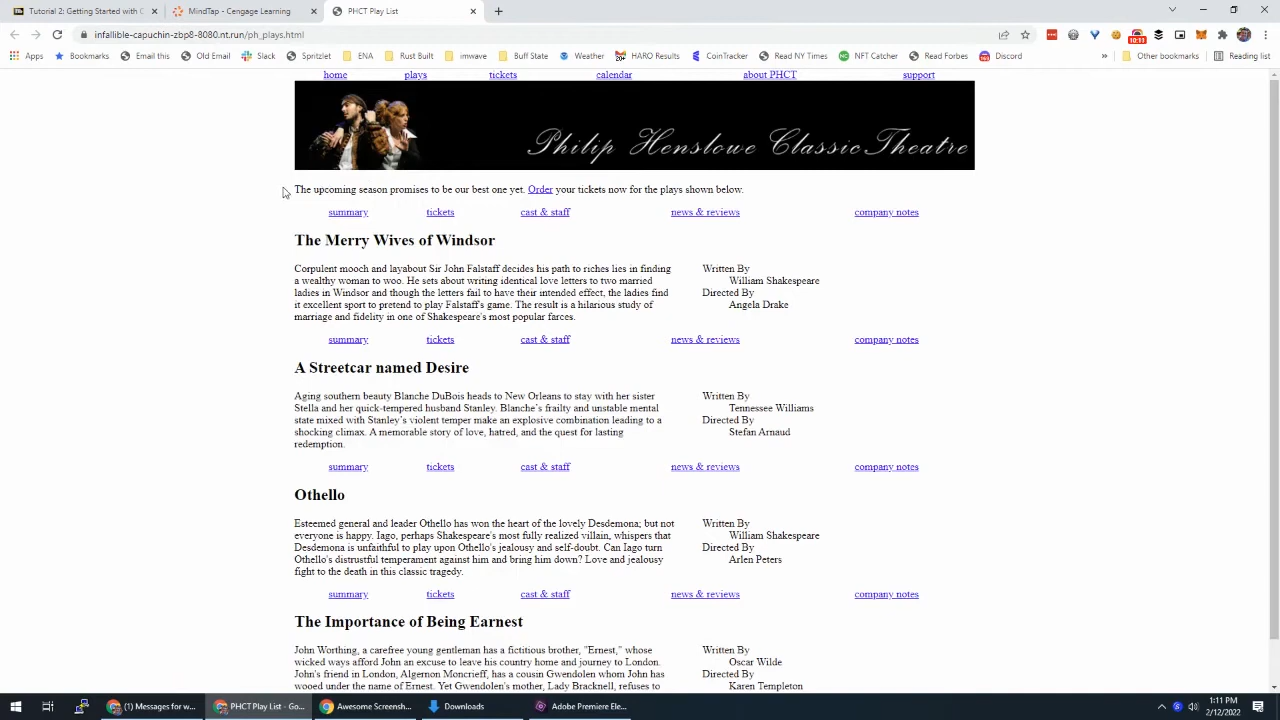 Tutorial 2: Getting Started with C
MindTap - Cengage Learning
PHCT Play List
infallible-capuchin-zbp8-8080.nt.run/ph_plays.html
10:53
Apps
Bookmarks
Email this
Old Email
Slack
Spitzlet
ENA
Rust Built
imwave
Buff State
Weather
HARO Results
CoinTracker
Read NY Times
NFT Catcher
Read Forbes
Discord
»
Other bookmarks
Reading list
home plays tickets calendar about PHCT support
Philip Henslowe Classic Theatre
The upcoming season promises to be our best one yet. Order your tickets now for the plays shown below.
summary tickets cast & staff news & reviews company notes
The Merry Wives of Windsor
Corpulent mooch and layabout Sir John Falstaff decides his path to riches lies in finding
a wealthy woman to woo. He sets about writing identical love letters to two married
ladies in Windsor and though the letters fail to have their intended effect, the ladies find
it excellent sport to pretend to play Falstaff's game. The result is a hilarious study of
marriage and fidelity in one of Shakespeare's most popular farces.
Written By
William Shakespeare
Directed By
Angela Drake
summary tickets cast & staff news & reviews company notes
A Streetcar named Desire
Aging southern beauty Blanche DuBois heads to New Orleans to stay with her sister
Stella and her quick-tempered husband Stanley. Blanche's frailty and unstable mental
state mixed with Stanley's violent temper make an explosive combination leading to a
shocking climax. A memorable story of love, hatred, and the quest for lasting
redemption.
Written By
Tennessee Williams
Directed By
Stefan Arnaud
summary tickets cast & staff news & reviews company notes
Othello
Esteemed general and leader Othello has won the heart of the lovely Desdemona; but not
everyone is happy. Iago, perhaps Shakespeare's most fully realized villain, whispers that
Desdemona is unfaithful to play upon Othello's jealousy and self-doubt. Can Iago turn
Othello's distrustful temperament against him and bring him down? Love and jealousy
fight to the death in this classic tragedy.
Written By
William Shakespeare
Directed By
Arlen Peters
summary tickets cast & staff news & reviews company notes
The Importance of Being Earnest
John Worthing, a carefree young gentleman has a fictitious brother, "Ernest," whose
wicked ways afford John an excuse to leave his country home and journey to London.
John's friend in London, Algernon Moncrieff, has a cousin Gwendolen whom John has
wooed under the name of Ernest. Yet Gwendolen's mother, Lady Bracknell, refuses to
Written By
Oscar Wilde
Directed By
Karen Templeton
(1) Messages for w...
PHCT Play List - Go...
Awesome Screensh...
Downloads
Adobe Premiere Ele...
1:11 PM
2/12/2022